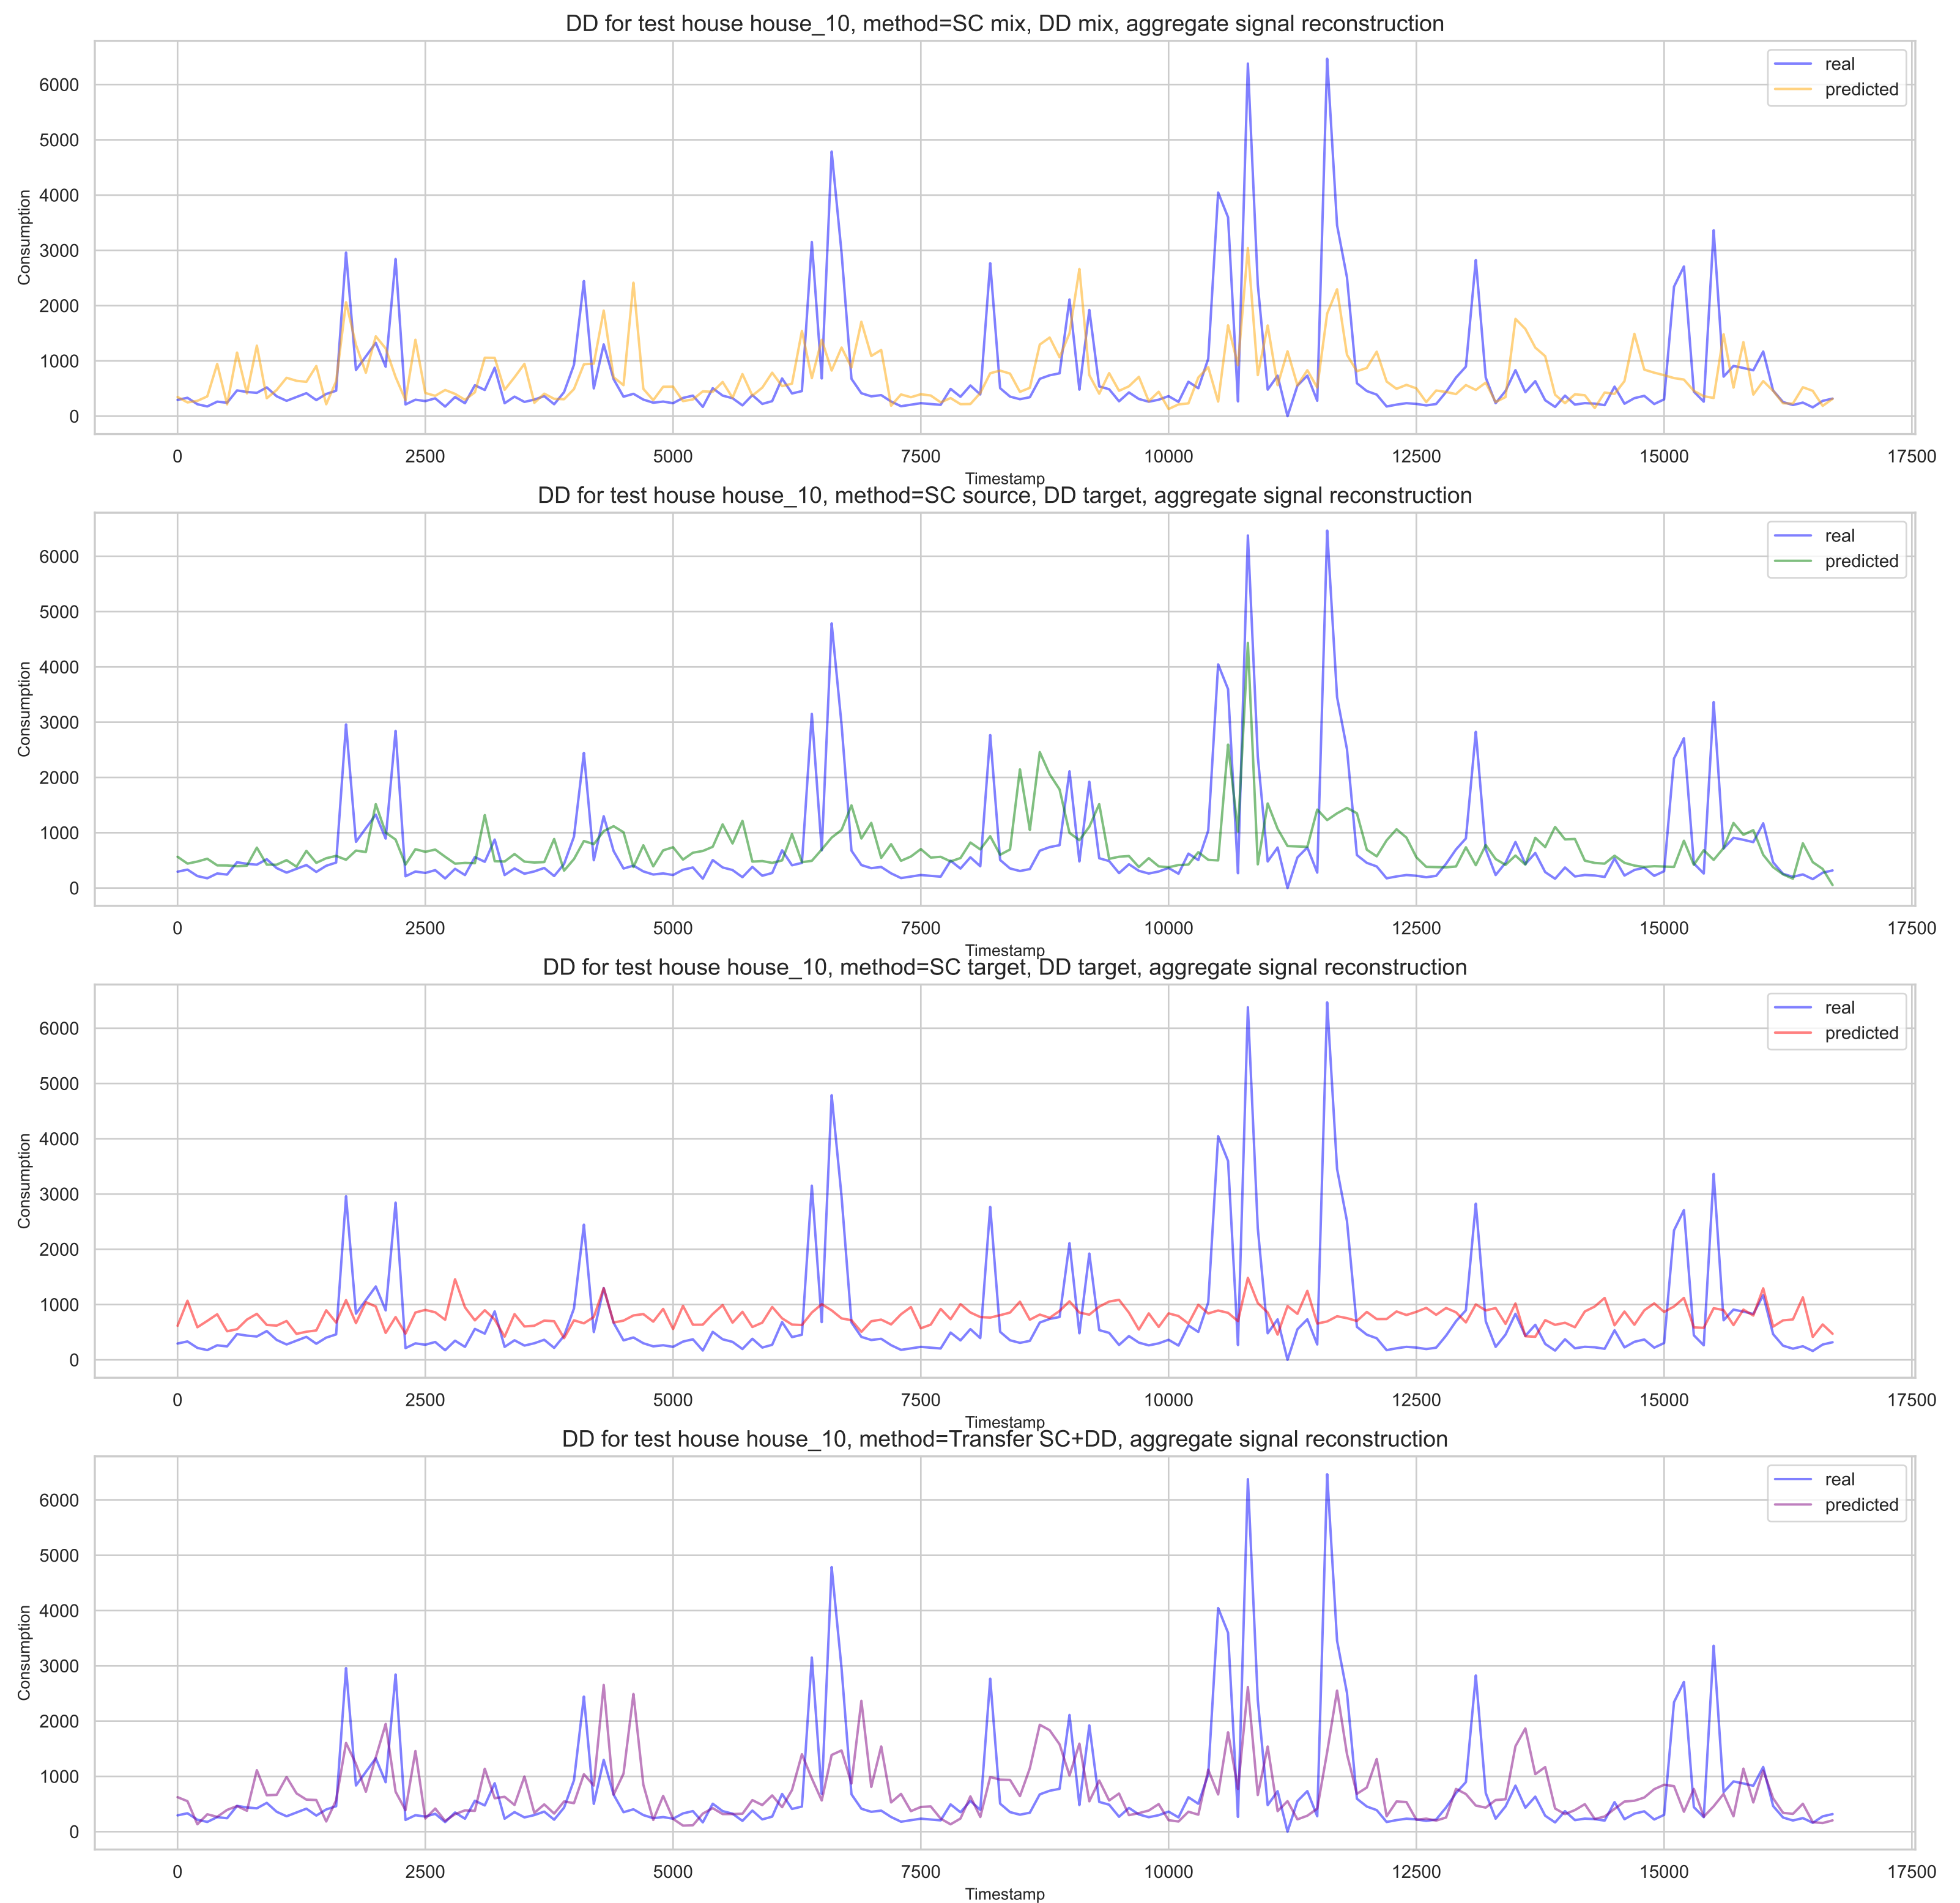 DD for test house house_10, method=SC mix, DD mix, aggregate signal reconstruction
real
predicted
6000
5000
4000
3000
2000
1000
0
Consumption
0 2500 5000 7500 10000 12500 15000 17500
Timestamp
DD for test house house_10, method=SC source, DD target, aggregate signal reconstruction
real
predicted
6000
5000
4000
3000
2000
1000
0
Consumption
0 2500 5000 7500 10000 12500 15000 17500
Timestamp
DD for test house house_10, method=SC target, DD target, aggregate signal reconstruction
real
predicted
6000
5000
4000
3000
2000
1000
0
Consumption
0 2500 5000 7500 10000 12500 15000 17500
Timestamp
DD for test house house_10, method=Transfer SC+DD, aggregate signal reconstruction
real
predicted
6000
5000
4000
3000
2000
1000
0
Consumption
0 2500 5000 7500 10000 12500 15000 17500
Timestamp